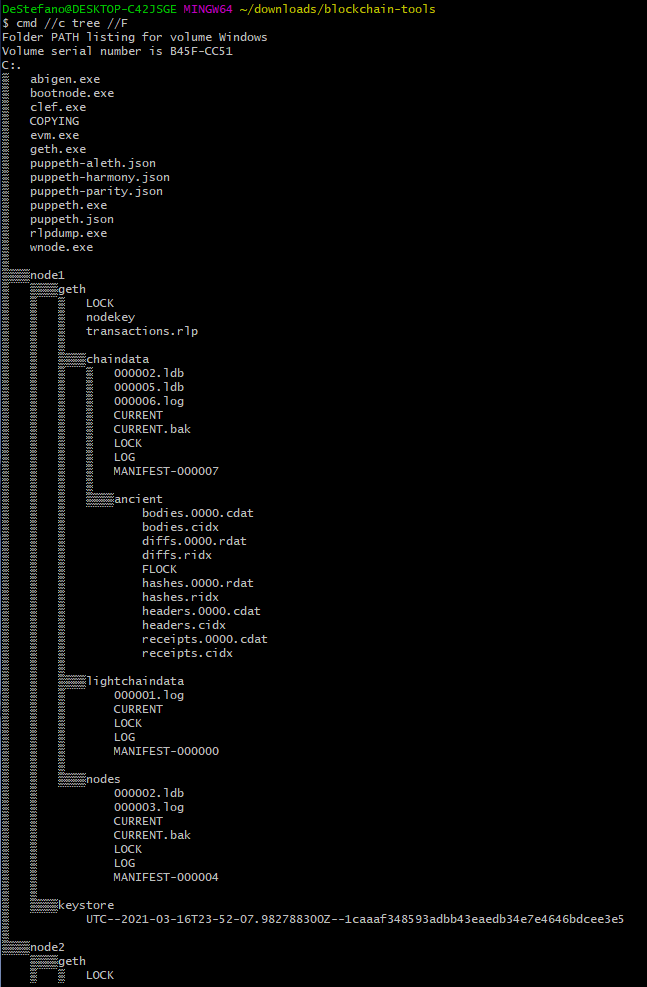 DeStefano@DESKTOP-C42JSGE MINGW64 ~/downloads/blockchain-tools
$ cmd //c tree //F
Folder PATH listing for volume Windows
Volume serial number is B45F-CC51
C:.
abigen.exe
bootnode.exe
clef.exe
COPYING
evm.exe
geth.exe
puppeth-aleth.json
puppeth-harmony.json
puppeth-parity.json
puppeth.exe
puppeth.json
rlpdump.exe
wnode.exe
node1
geth
LOCK
nodekey
transactions.rlp
chaindata
000002.ldb
000005.ldb
000006.log
CURRENT
CURRENT.bak
LOCK
LOG
MANIFEST-000007
ancient
bodies.0000.cdat
bodies.cidx
diffs.0000.rdat
diffs.ridx
FLOCK
hashes.0000.rdat
hashes.ridx
headers.0000.cdat
headers.cidx
receipts.0000.cdat
receipts.cidx
lightchaindata
000001.log
CURRENT
LOCK
LOG
MANIFEST-000000
nodes
000002.ldb
000003.log
CURRENT
CURRENT.bak
LOCK
LOG
MANIFEST-000004
keystore
UTC--2021-03-16T23-52-07.982788300Z--1caaaf348593adbb43eaedb34e7e4646bdcee3e5
node2
geth
LOCK